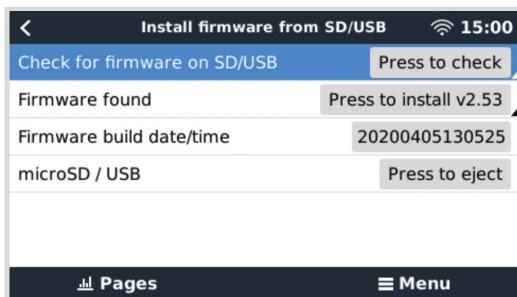 Install firmware from SD/USB 15:00
Check for firmware on SD/USB Press to check
Firmware found Press to install v2.53
Firmware build date/time 20200405130525
microSD / USB Press to eject
Pages Menu